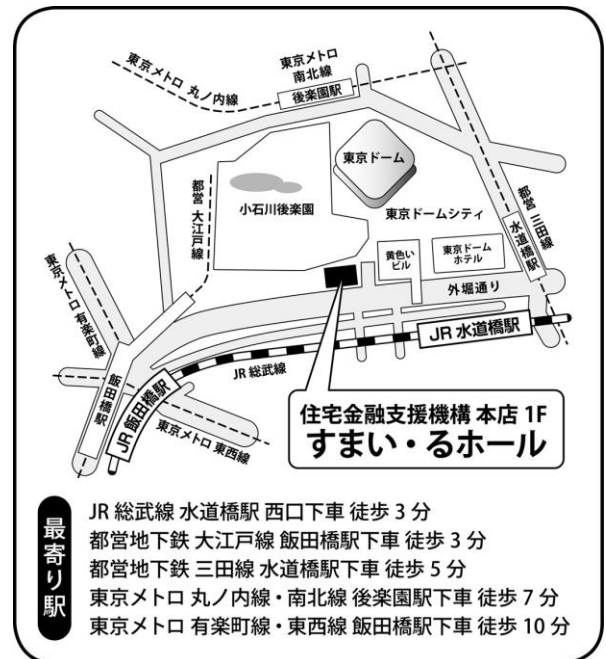 東京メトロ 丸ノ内線
東京メトロ
南北線
後楽園駅
東京ドーム
都営 大江戸線
小石川後楽園
東京ドームシティ
都営 三田線
水道橋駅
黄色い
ビル
東京ドーム
ホテル
外堀通り
東京メトロ 有楽町線
飯田橋駅
JR 飯田橋駅
JR 総武線
JR 水道橋駅
東京メトロ 東西線
住宅金融支援機構 本店 1F
すまい・るホール
最寄り駅
JR 総武線 水道橋駅 西口下車 徒歩 3 分
都営地下鉄 大江戸線 飯田橋駅下車 徒歩 3 分
都営地下鉄 三田線 水道橋駅下車 徒歩 5 分
東京メトロ 丸ノ内線・南北線 後楽園駅下車 徒歩 7 分
東京メトロ 有楽町線・東西線 飯田橋駅下車 徒歩 10 分